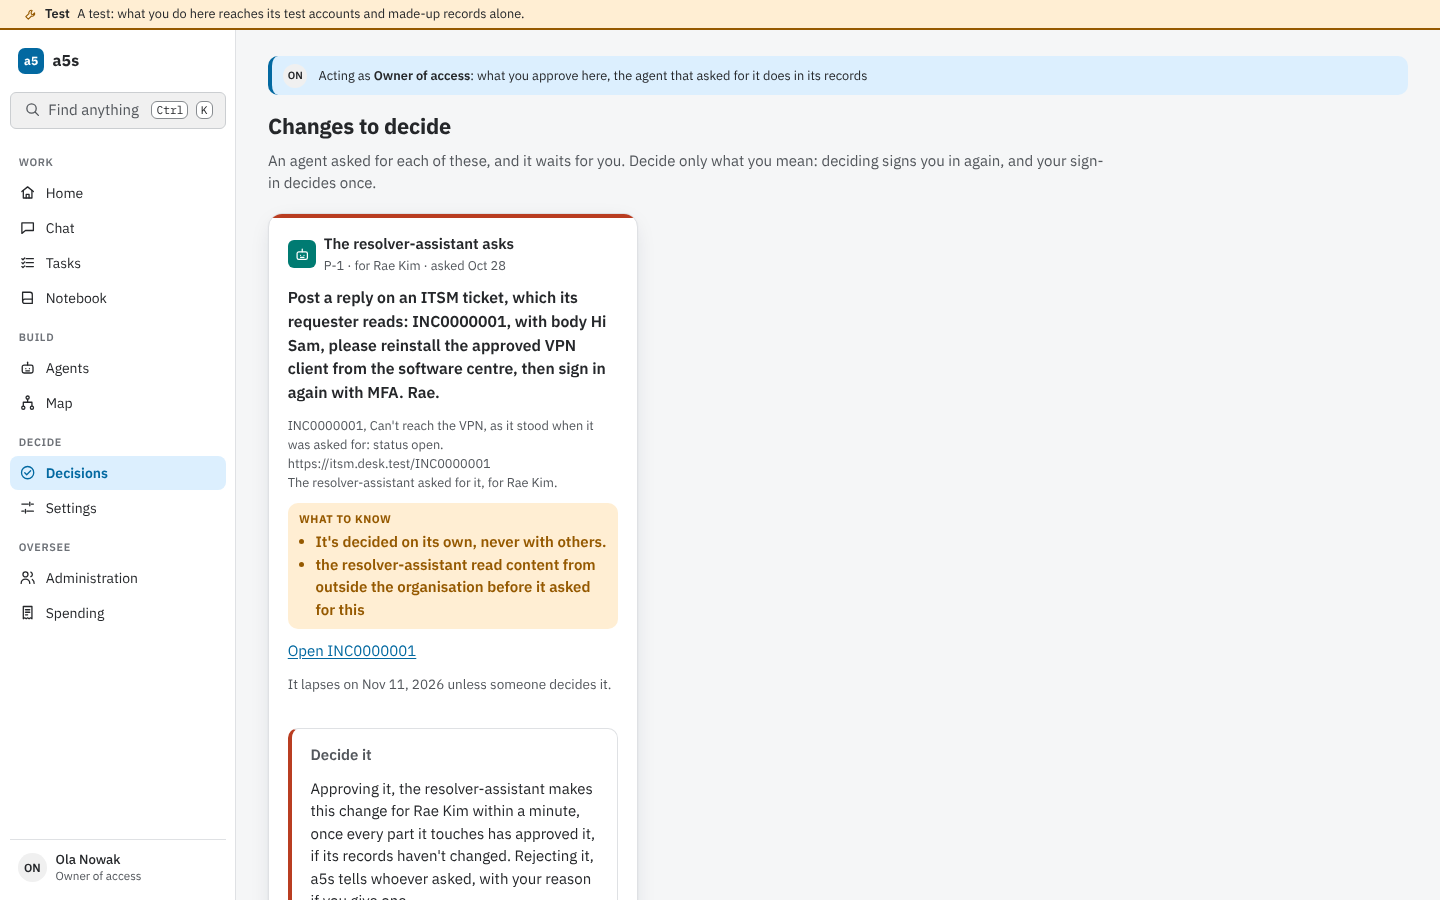 Test A test: what you do here reaches its test accounts and made-up records alone.
a5 a5s
Find anything Ctrl K
WORK
Home
Chat
Tasks
Notebook
BUILD
Agents
Map
DECIDE
Decisions
Settings
OVERSEE
Administration
Spending
ON Ola Nowak
Owner of access
ON Acting as Owner of access: what you approve here, the agent that asked for it does in its records
Changes to decide
An agent asked for each of these, and it waits for you. Decide only what you mean: deciding signs you in again, and your sign-
in decides once.
The resolver-assistant asks
P-1 · for Rae Kim · asked Oct 28
Post a reply on an ITSM ticket, which its
requester reads: INC0000001, with body Hi
Sam, please reinstall the approved VPN
client from the software centre, then sign in
again with MFA. Rae.
INC0000001, Can't reach the VPN, as it stood when it
was asked for: status open.
https://itsm.desk.test/INC0000001
The resolver-assistant asked for it, for Rae Kim.
WHAT TO KNOW
• It's decided on its own, never with others.
• the resolver-assistant read content from
outside the organisation before it asked
for this
Open INC0000001
It lapses on Nov 11, 2026 unless someone decides it.
Decide it
Approving it, the resolver-assistant makes
this change for Rae Kim within a minute,
once every part it touches has approved it,
if its records haven't changed. Rejecting it,
a5s tells whoever asked, with your reason
if you give one.